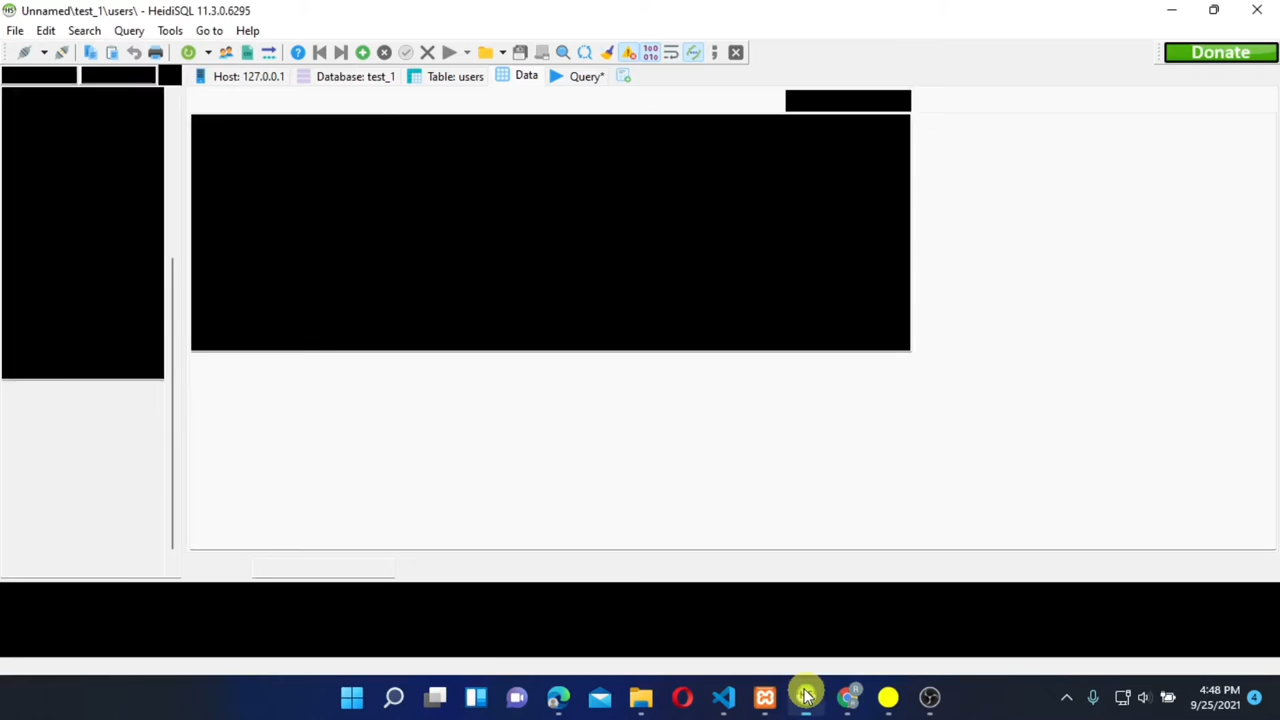 Unnamed\test_1\users\ - HeidiSQL 11.3.0.6295
File Edit Search Query Tools Go to Help
Donate
Host: 127.0.0.1 Database: test_1 Table: users Data Query*
4:48 PM
9/25/2021
4